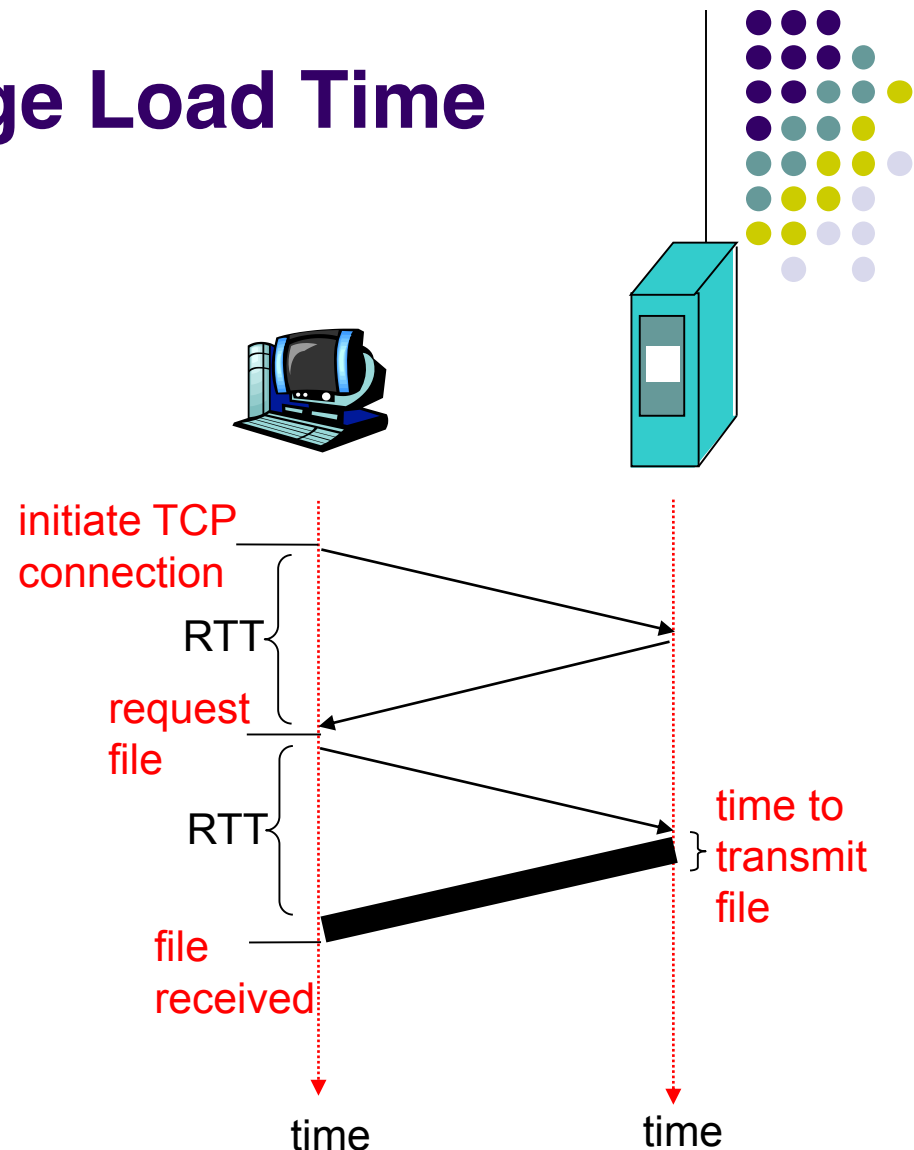 ge Load Time
initiate TCP
connection
RTT
request
file
RTT
time to
transmit
file
file
received
time
time